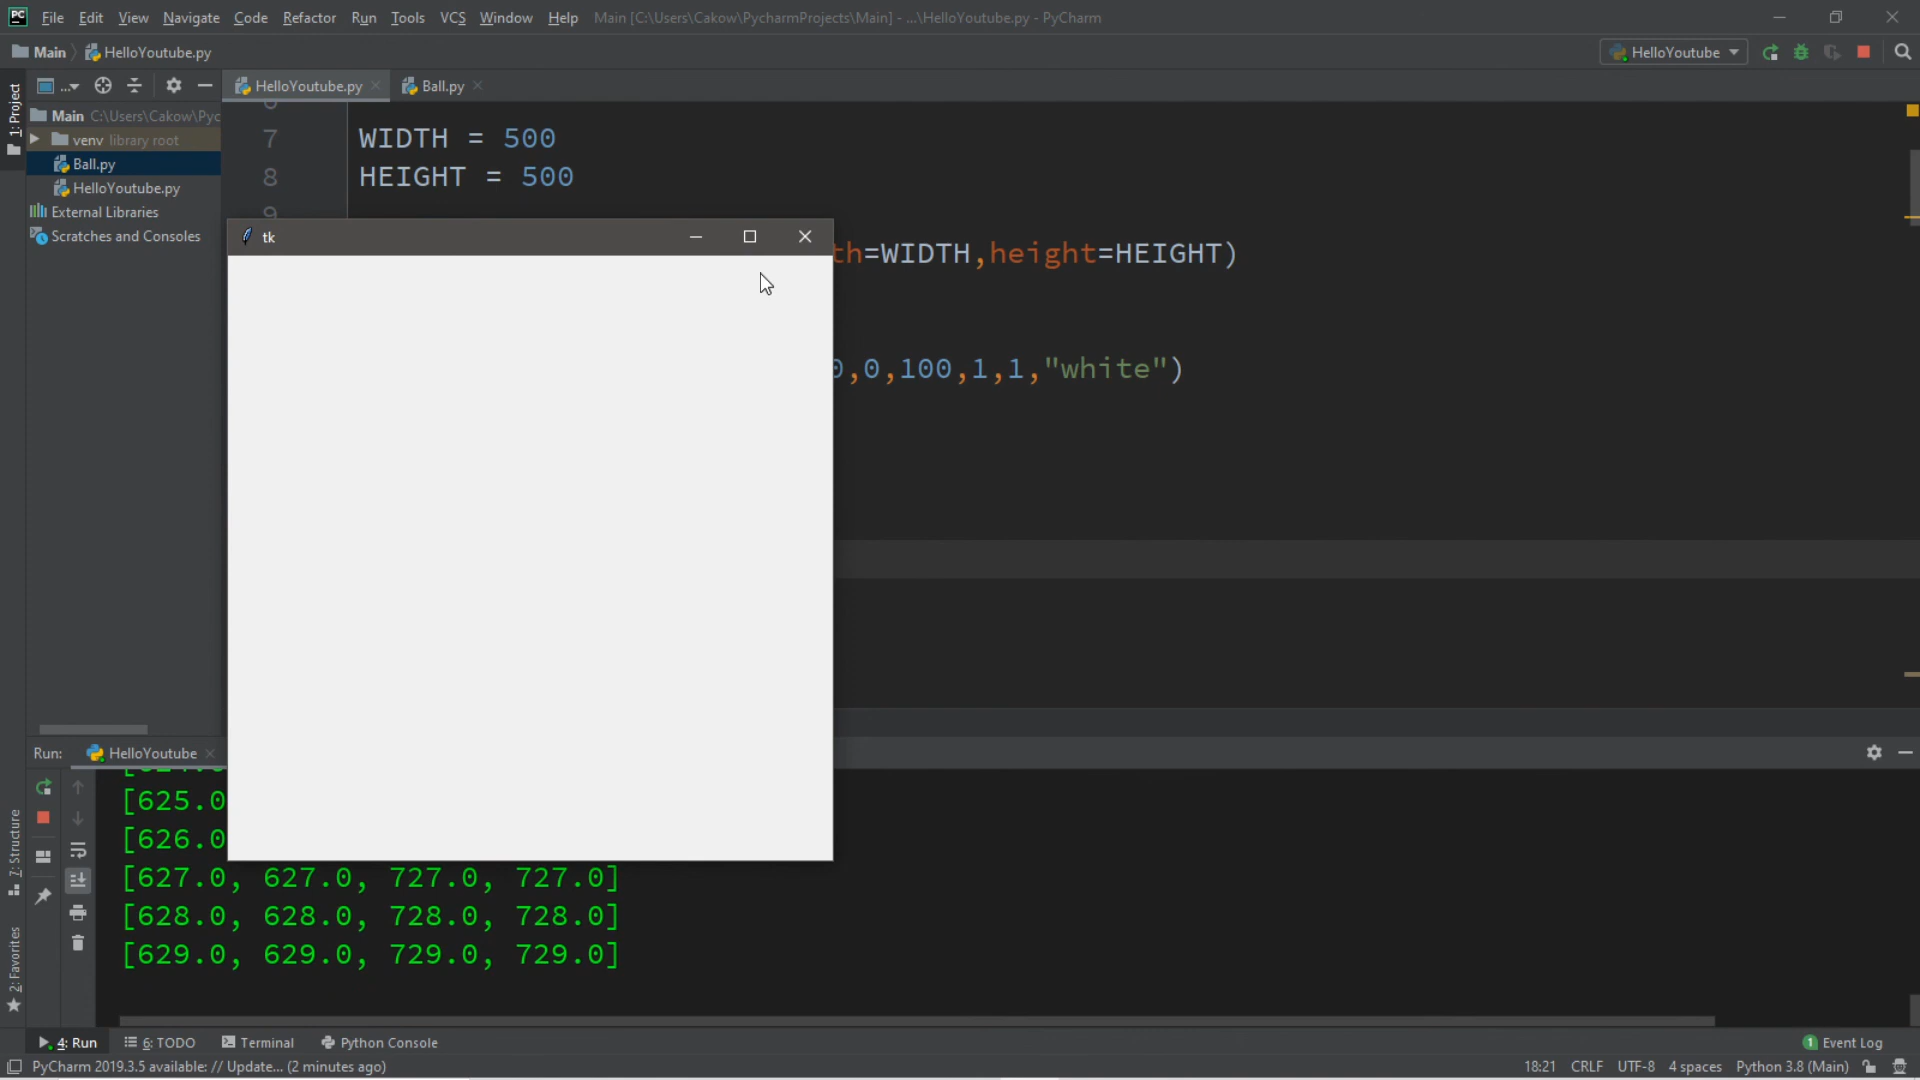 PC File Edit View Navigate Code Refactor Run Tools VCS Window Help Main [C:\Users\Cakow\PycharmProjects\Main] - ...\HelloYoutube.py - PyCharm
Main HelloYoutube.py HelloYoutube
1: Project
... HelloYoutube.py Ball.py
Main C:\Users\Cakow\Pyc
venv library root
Ball.py
HelloYoutube.py
External Libraries
Scratches and Consoles
7 WIDTH = 500
8 HEIGHT = 500
9
tk
th=WIDTH,height=HEIGHT)
0,0,100,1,1,"white")
Run: HelloYoutube
[625.0
[626.0
[627.0, 627.0, 727.0, 727.0]
[628.0, 628.0, 728.0, 728.0]
[629.0, 629.0, 729.0, 729.0]
7: Structure
2: Favorites
4: Run 6: TODO Terminal Python Console 1 Event Log
PyCharm 2019.3.5 available: // Update... (2 minutes ago) 18:21 CRLF UTF-8 4 spaces Python 3.8 (Main)